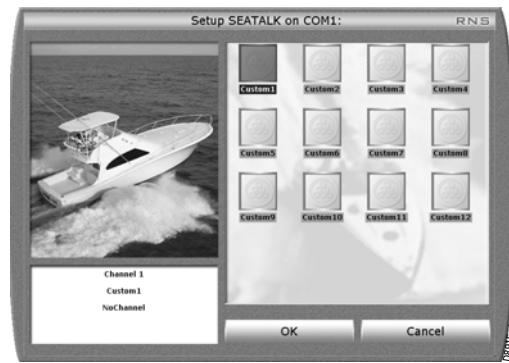 Setup SEATALK on COM1:
RNS
Custom1 Custom2 Custom3 Custom4
Custom5 Custom6 Custom7 Custom8
Custom9 Custom10 Custom11 Custom12
Channel 1
Custom1
NoChannel
OK Cancel